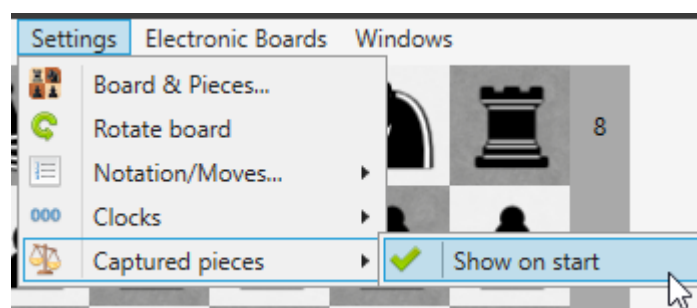 Settings Electronic Boards Windows
Board & Pieces...
Rotate board
8
Notation/Moves...
000 Clocks
Captured pieces
Show on start